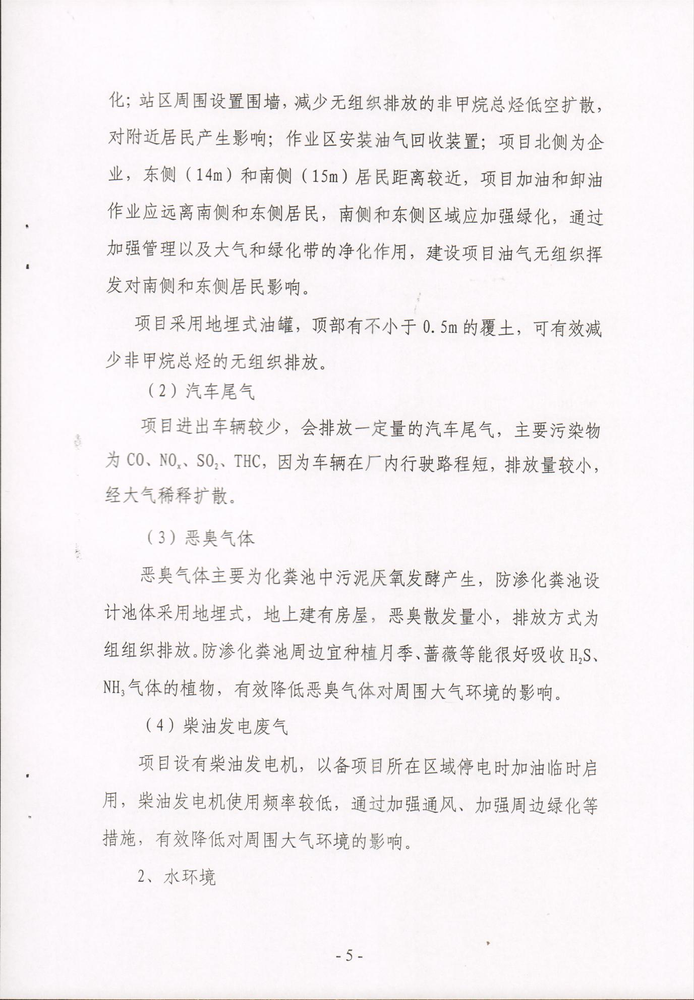 化；站区周围设置围墙，减少无组织排放的非甲烷总烃低空扩散，
对附近居民产生影响；作业区安装油气回收装置；项目北侧为企
业，东侧（14m）和南侧（15m）居民距离较近，项目加油和卸油
作业应远离南侧和东侧居民，南侧和东侧区域应加强绿化，通过
加强管理以及大气和绿化带的净化作用，建设项目油气无组织挥
发对南侧和东侧居民影响。
项目采用地埋式油罐，顶部有不小于 0.5m 的覆土，可有效减
少非甲烷总烃的无组织排放。
（2）汽车尾气
项目进出车辆较少，会排放一定量的汽车尾气，主要污染物
为 CO、NOₓ、SO₂、THC，因为车辆在厂内行驶路程短，排放量较小，
经大气稀释扩散。
（3）恶臭气体
恶臭气体主要为化粪池中污泥厌氧发酵产生，防渗化粪池设
计池体采用地埋式，地上建有房屋，恶臭散发量小，排放方式为
组组织排放。防渗化粪池周边宜种植月季、蔷薇等能很好吸收 H₂S、
NH₃ 气体的植物，有效降低恶臭气体对周围大气环境的影响。
（4）柴油发电废气
项目设有柴油发电机，以备项目所在区域停电时加油临时启
用，柴油发电机使用频率较低，通过加强通风、加强周边绿化等
措施，有效降低对周围大气环境的影响。
2、水环境
- 5 -